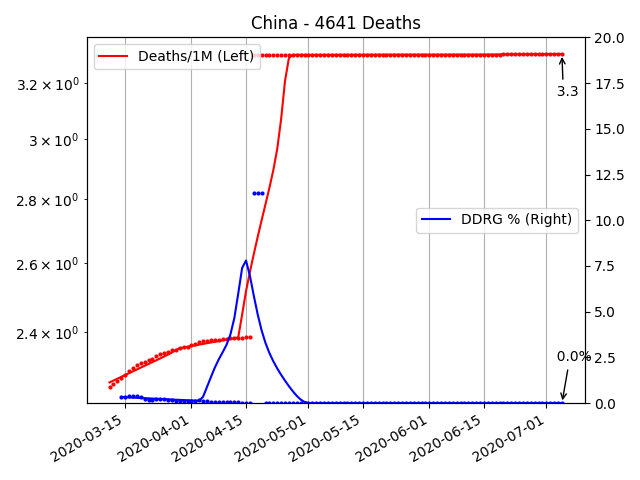 China - 4641 Deaths
Deaths/1M (Left)
DDRG % (Right)
3.2 × 10⁰
3 × 10⁰
2.8 × 10⁰
2.6 × 10⁰
2.4 × 10⁰
20.0
17.5
15.0
12.5
10.0
7.5
5.0
2.5
0.0
3.3
0.0%
2020-03-15
2020-04-01
2020-04-15
2020-05-01
2020-05-15
2020-06-01
2020-06-15
2020-07-01